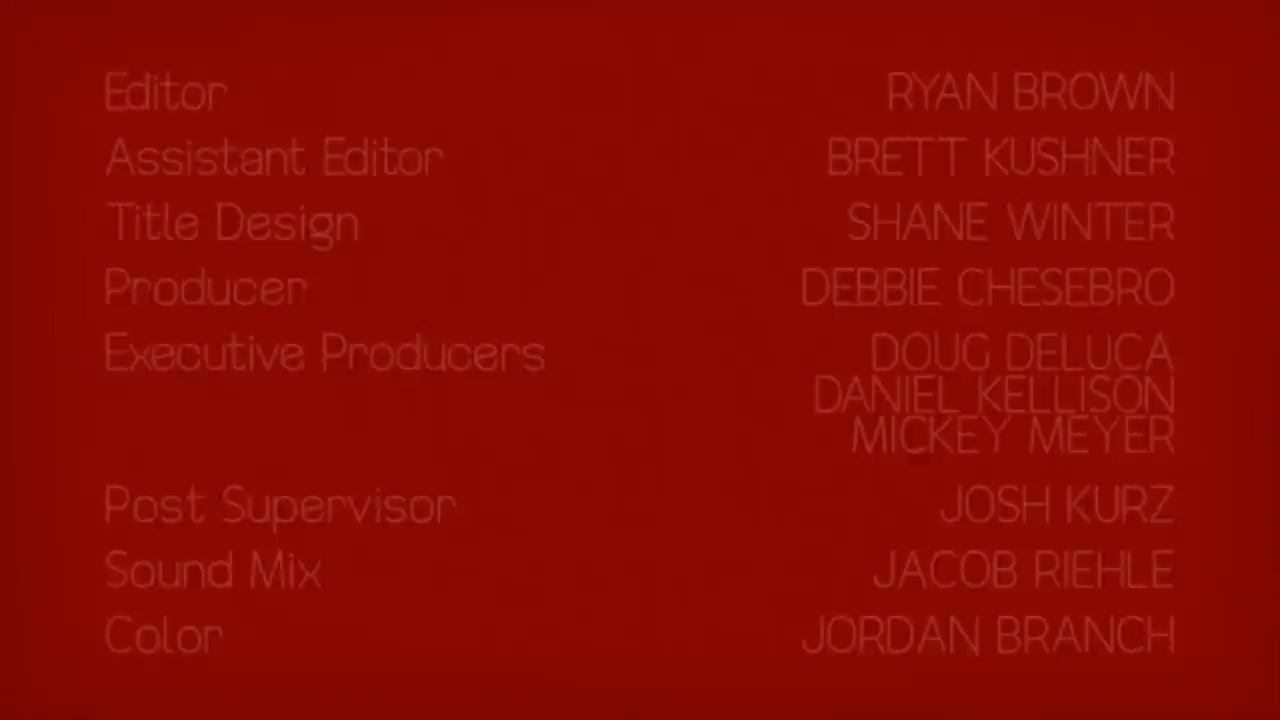 Editor RYAN BROWN
Assistant Editor BRETT KUSHNER
Title Design SHANE WINTER
Producer DEBBIE CHESEBRO
Executive Producers DOUG DELUCA
DANIEL KELLISON
MICKEY MEYER
Post Supervisor JOSH KURZ
Sound Mix JACOB RIEHLE
Color JORDAN BRANCH